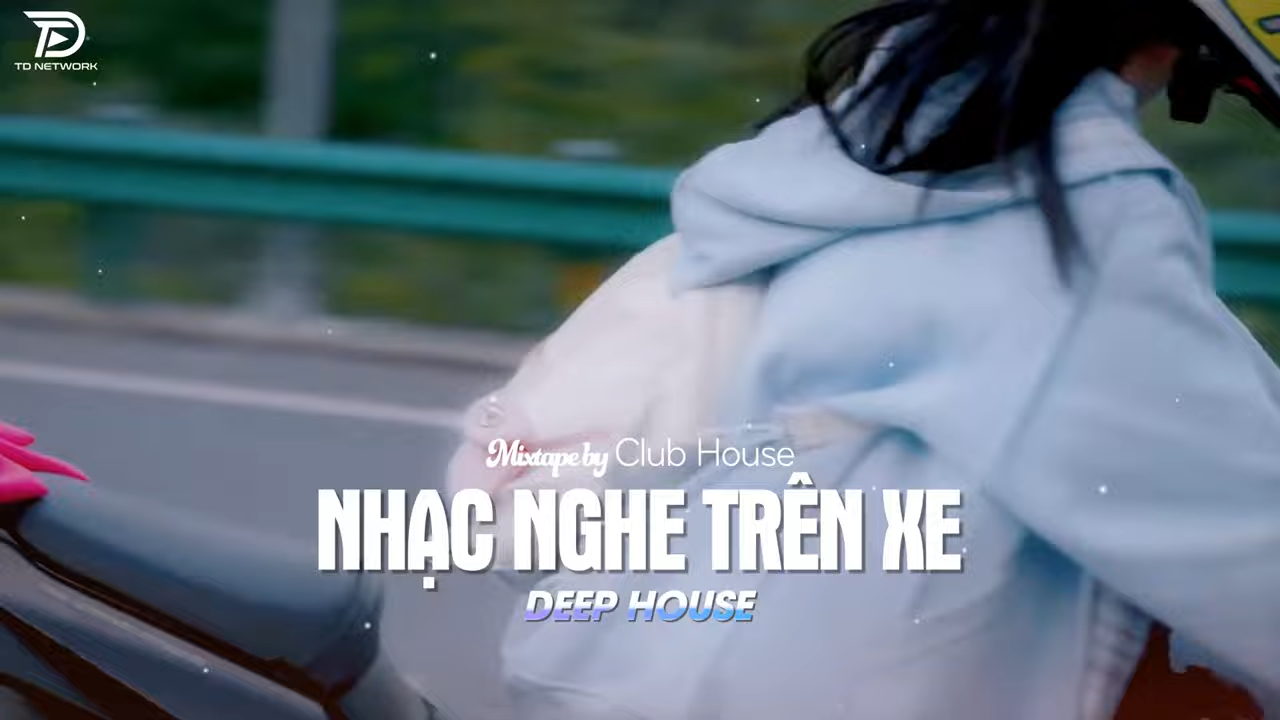 TD NETWORK
Mixtape by Club House
NHẠC NGHE TRÊN XE
DEEP HOUSE